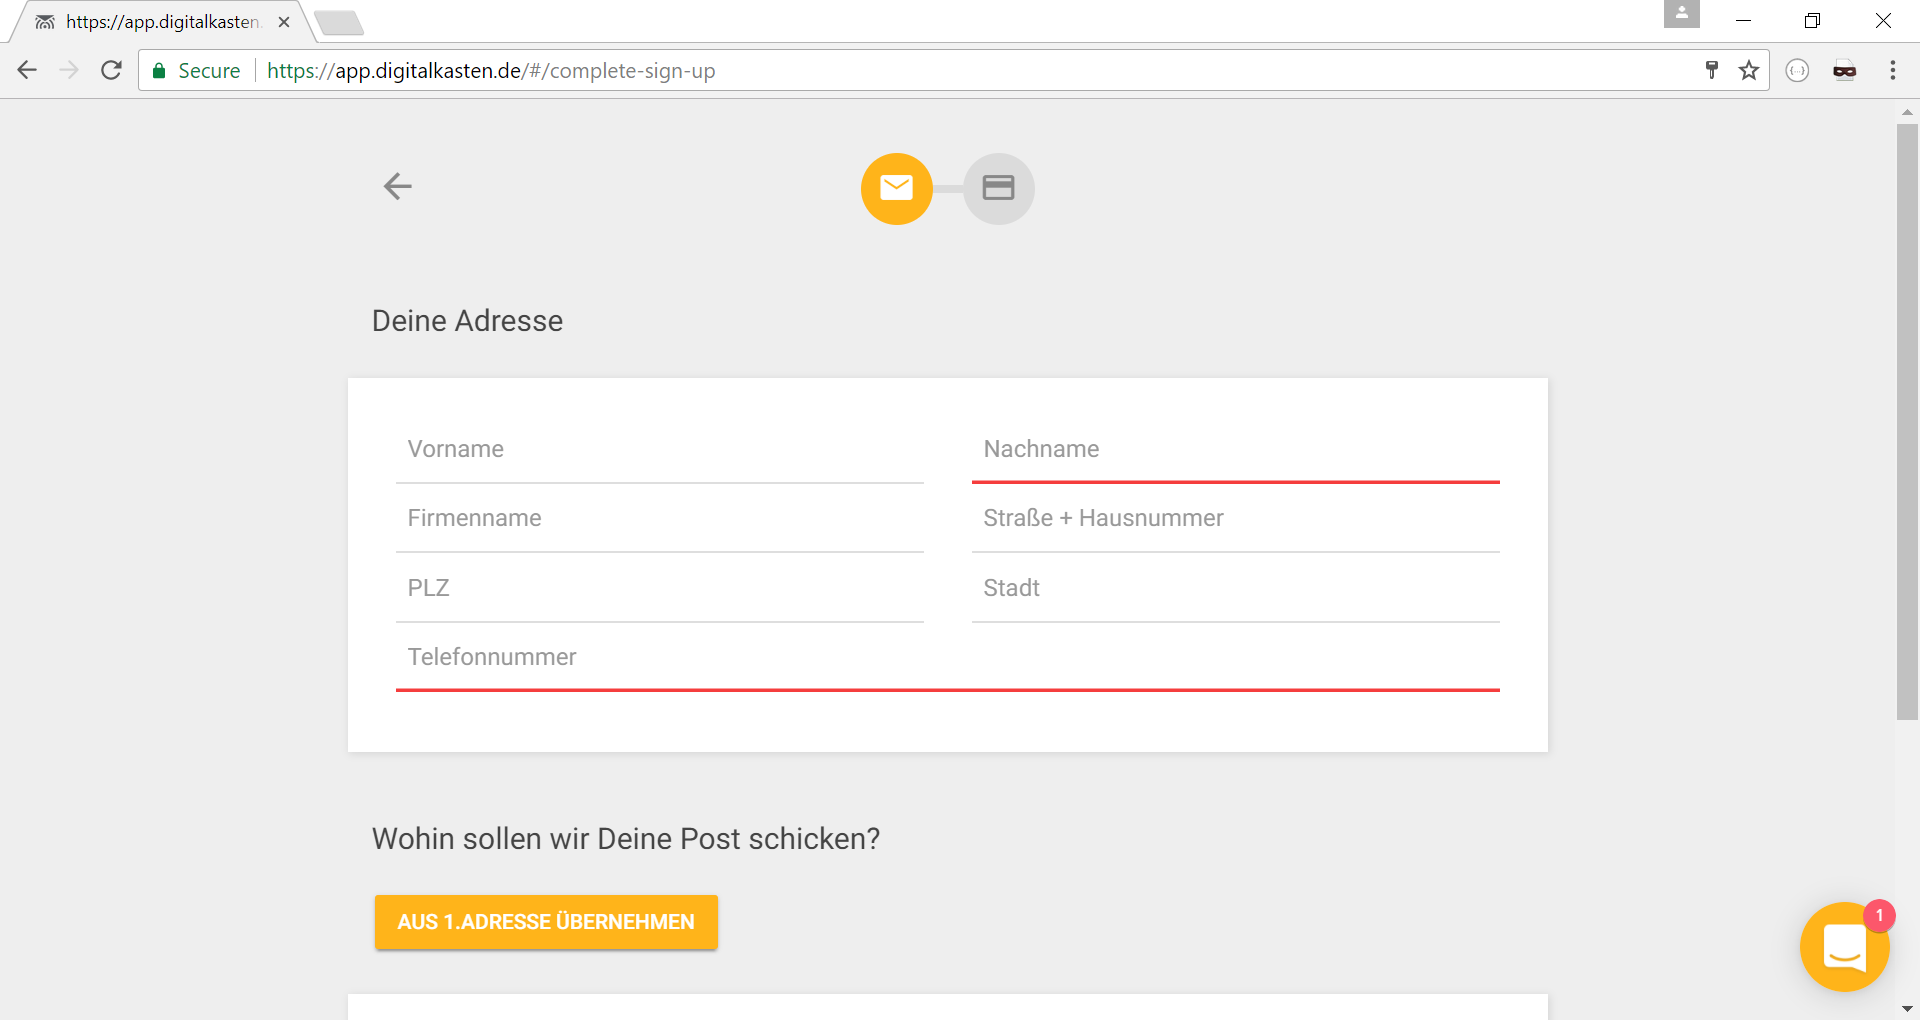 https://app.digitalkasten
Secure
https://app.digitalkasten.de/#/complete-sign-up
Deine Adresse
Vorname
Nachname
Firmenname
Straße + Hausnummer
PLZ
Stadt
Telefonnummer
Wohin sollen wir Deine Post schicken?
AUS 1.ADRESSE ÜBERNEHMEN
1